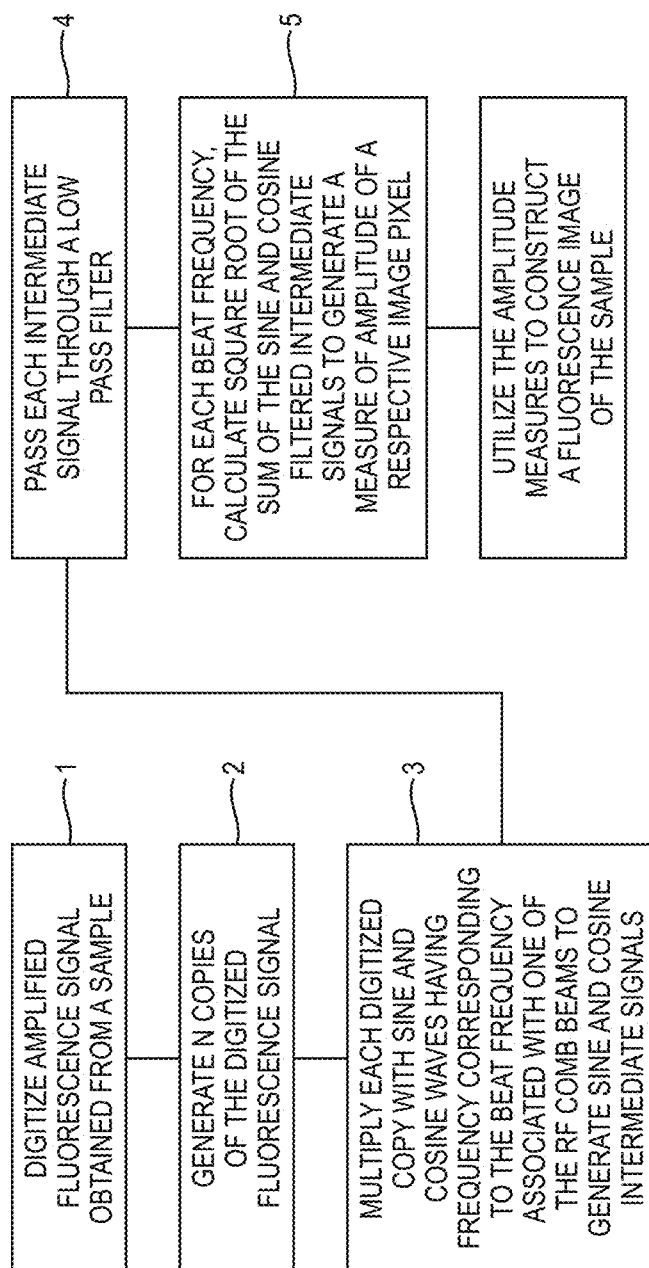 DIGITIZE AMPLIFIED
FLUORESCENCE SIGNAL
OBTAINED FROM A SAMPLE
1
GENERATE N COPIES
OF THE DIGITIZED
FLUORESCENCE SIGNAL
2
MULTIPLY EACH DIGITIZED
COPY WITH SINE AND
COSINE WAVES HAVING
FREQUENCY CORRESPONDING
TO THE BEAT FREQUENCY
ASSOCIATED WITH ONE OF
THE RF COMB BEAMS TO
GENERATE SINE AND COSINE
INTERMEDIATE SIGNALS
3
PASS EACH INTERMEDIATE
SIGNAL THROUGH A LOW
PASS FILTER
4
FOR EACH BEAT FREQUENCY,
CALCULATE SQUARE ROOT OF THE
SUM OF THE SINE AND COSINE
FILTERED INTERMEDIATE
SIGNALS TO GENERATE A
MEASURE OF AMPLITUDE OF A
RESPECTIVE IMAGE PIXEL
5
UTILIZE THE AMPLITUDE
MEASURES TO CONSTRUCT
A FLUORESCENCE IMAGE
OF THE SAMPLE